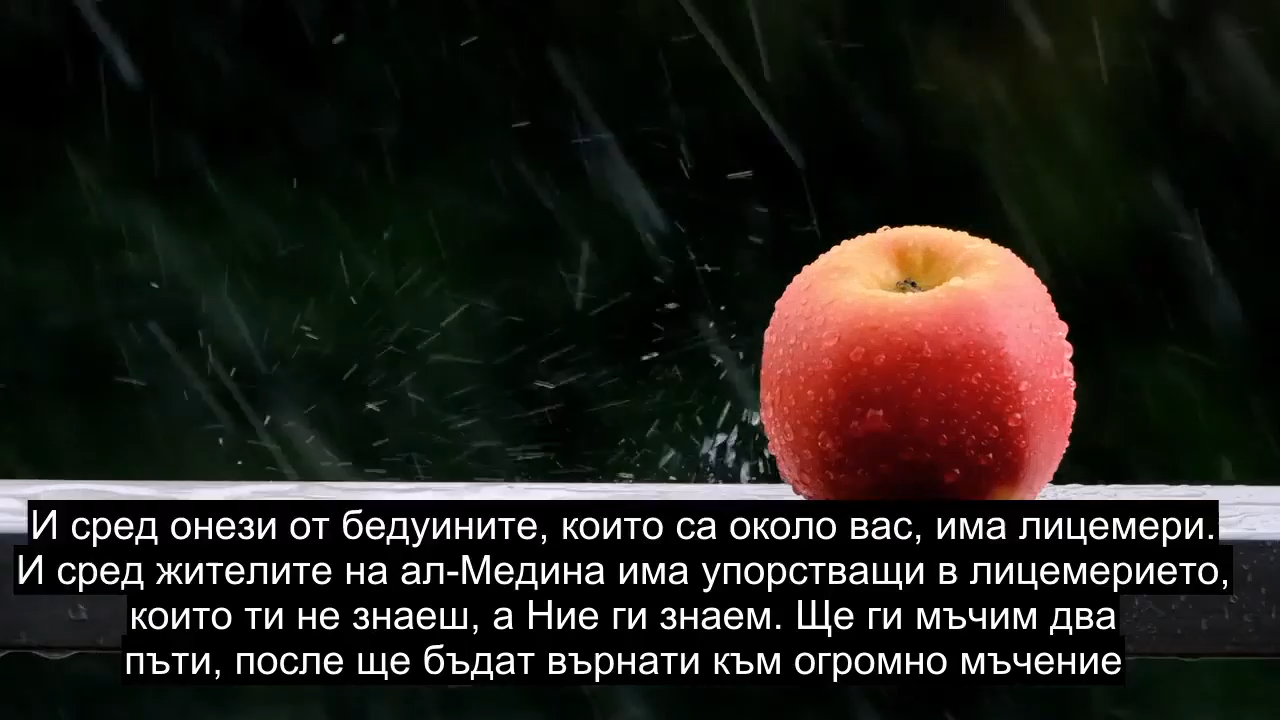 И сред онези от бедуините, които са около вас, има лицемери.
И сред жителите на ал-Медина има упорстващи в лицемерието,
които ти не знаеш, а Ние ги знаем. Ще ги мъчим два
пъти, после ще бъдат върнати към огромно мъчение